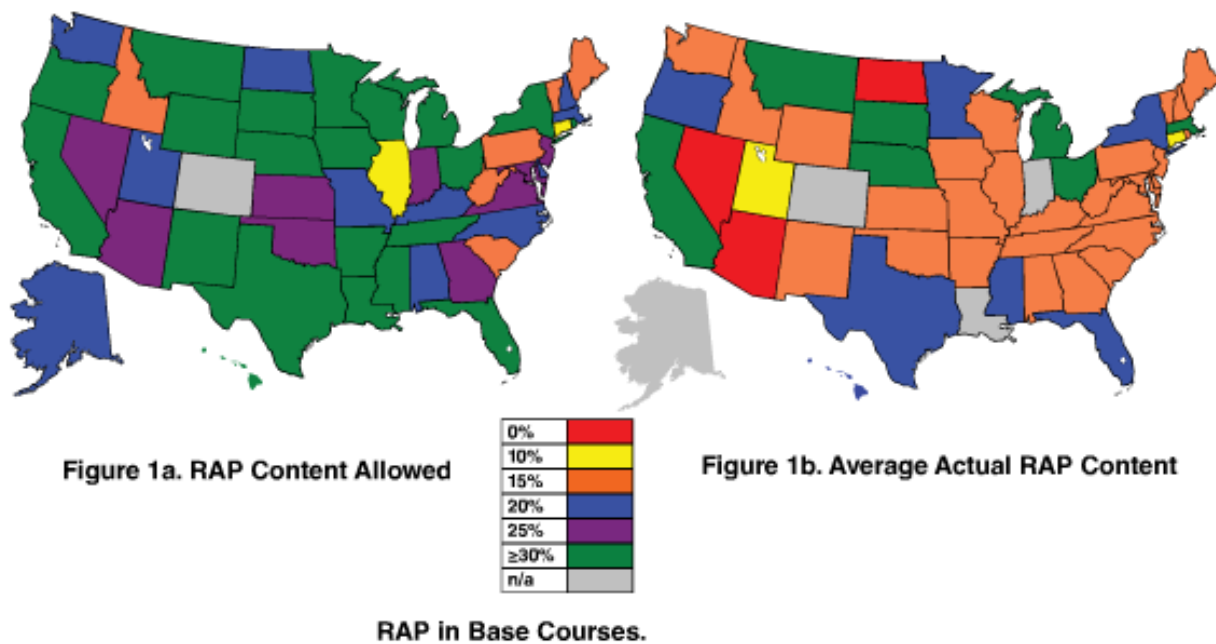 Figure 1a. RAP Content Allowed
0%
10%
15%
20%
25%
≥30%
n/a
Figure 1b. Average Actual RAP Content
RAP in Base Courses.